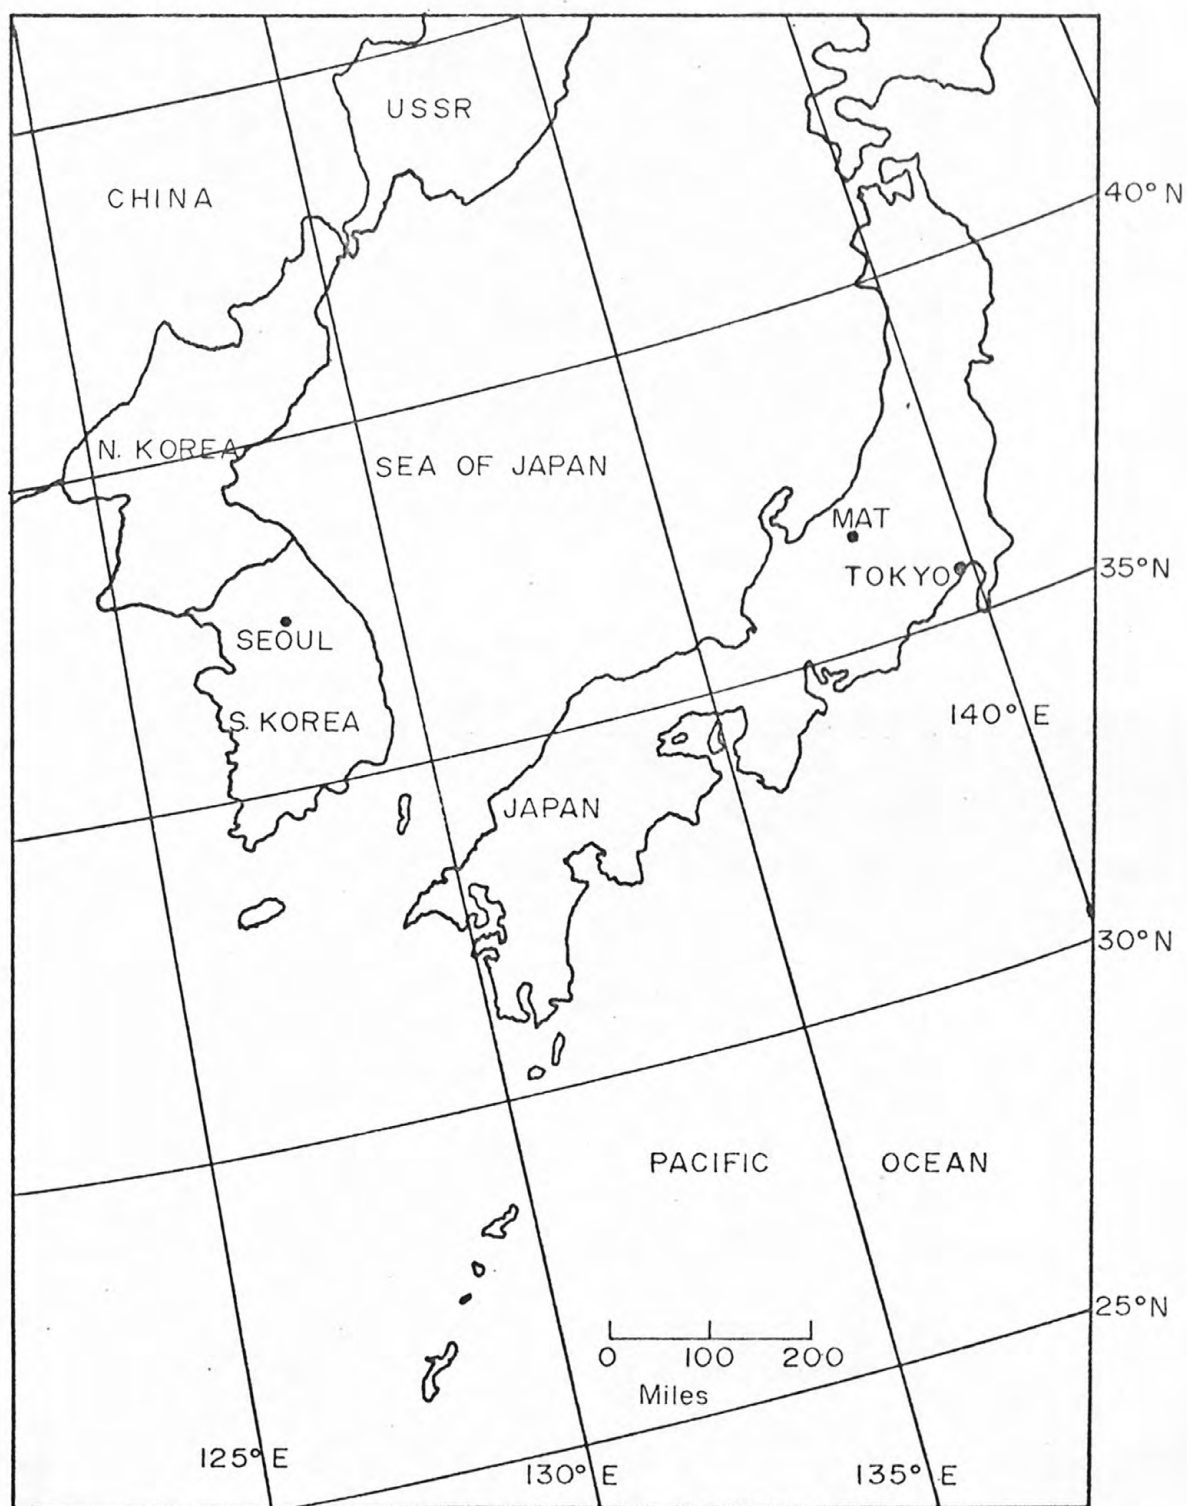 USSR
CHINA
40°N
N. KOREA
SEA OF JAPAN
MAT
TOKYO
35°N
SEOUL
S. KOREA
140° E
JAPAN
30°N
PACIFIC OCEAN
25°N
0 100 200
Miles
125° E
130° E
135° E